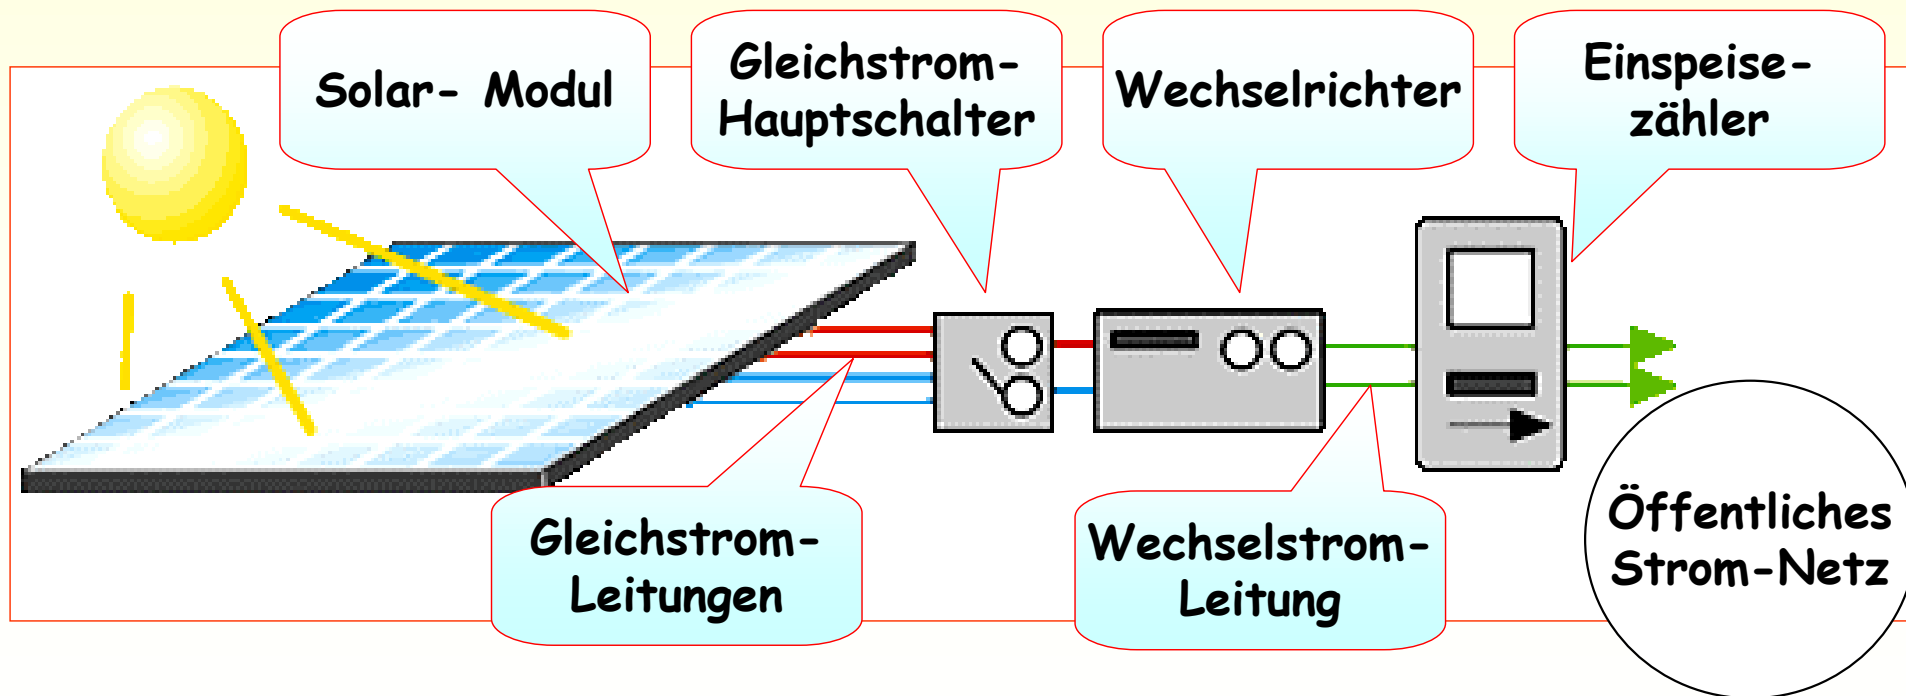 Solar- Modul
Gleichstrom-
Hauptschalter
Wechselrichter
Einspeise-
zähler
Gleichstrom-
Leitungen
Wechselstrom-
Leitung
Öffentliches
Strom-Netz